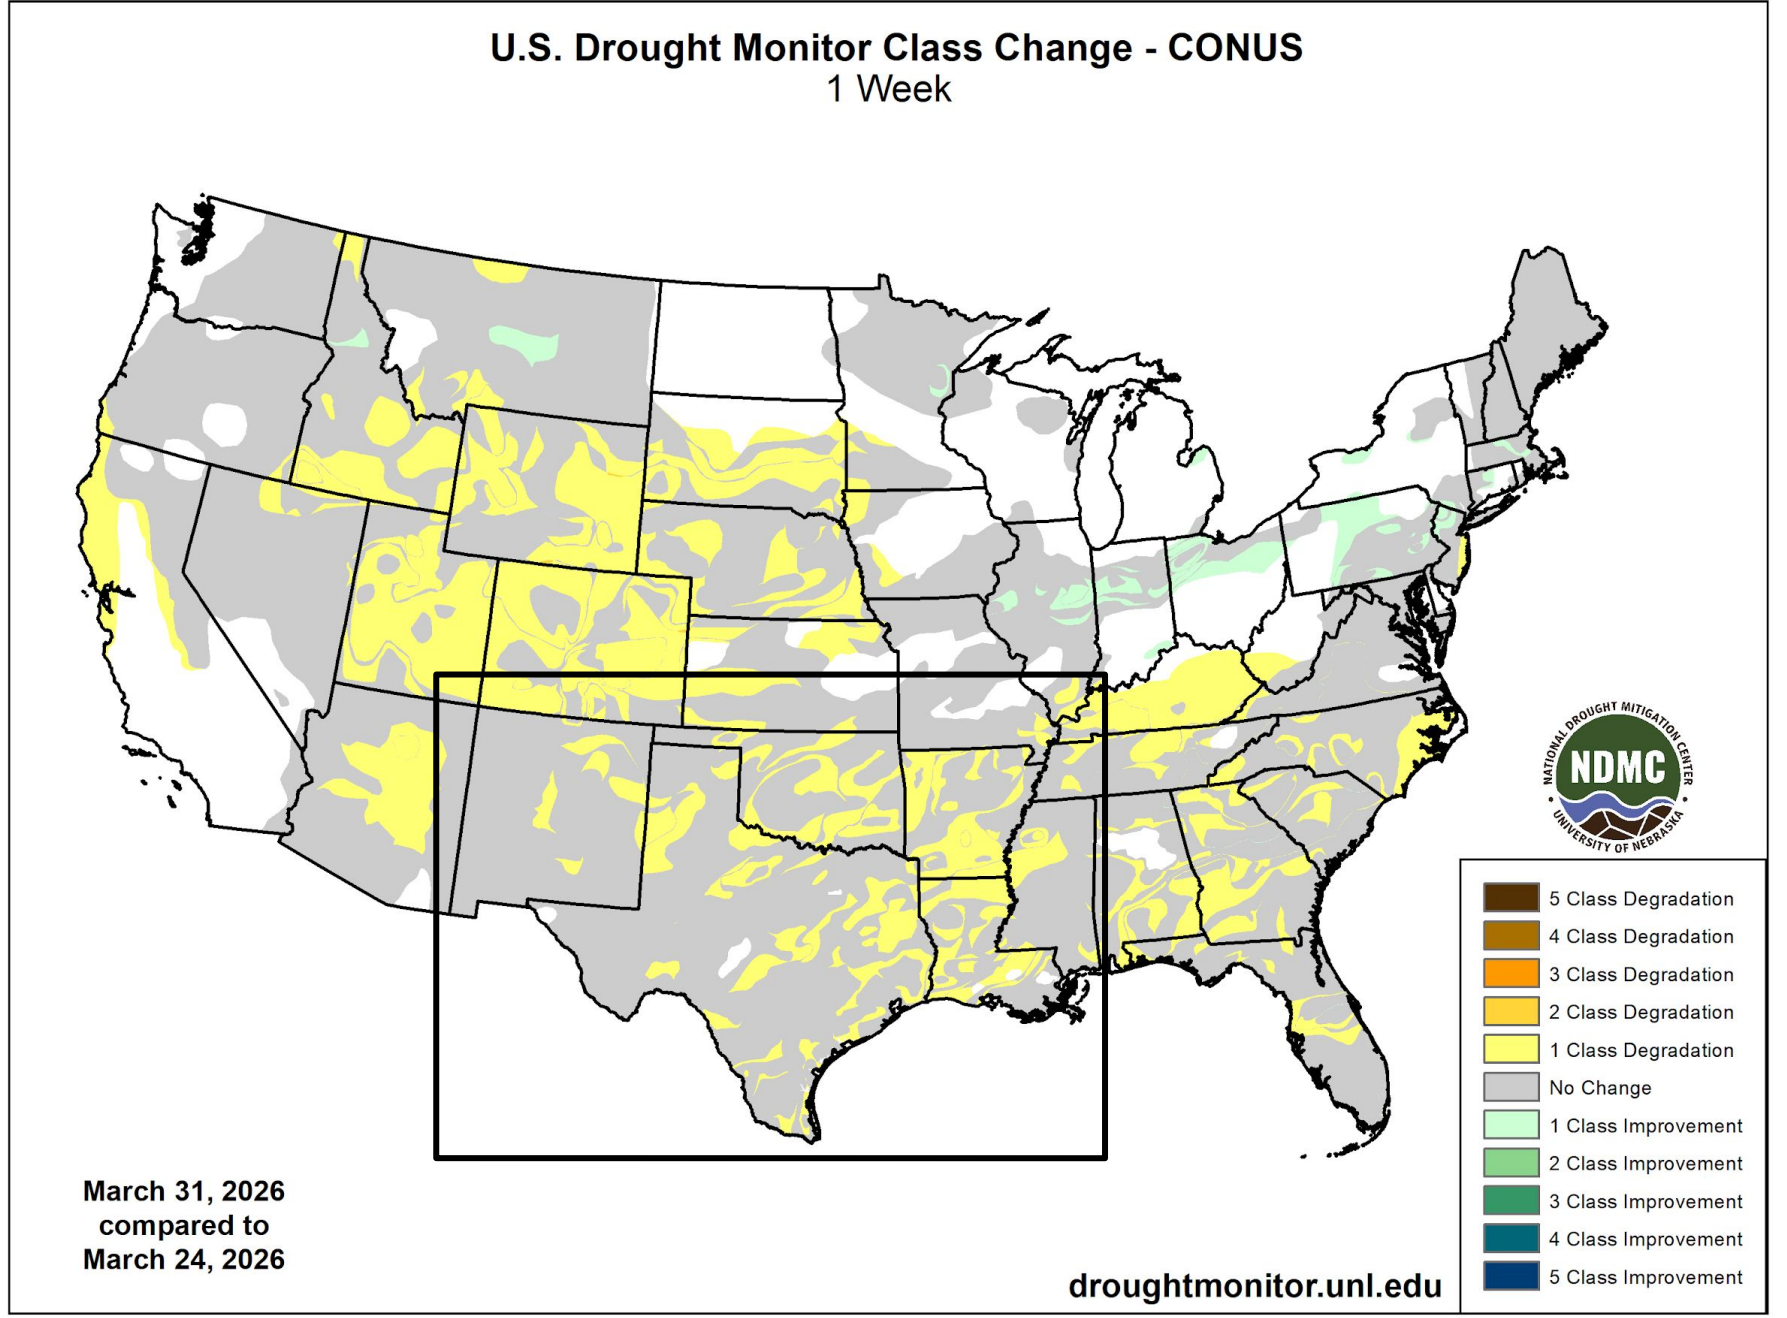 U.S. Drought Monitor Class Change - CONUS
1 Week
NATIONAL DROUGHT MITIGATION CENTER
NDMC
UNIVERSITY OF NEBRASKA
5 Class Degradation
4 Class Degradation
3 Class Degradation
2 Class Degradation
1 Class Degradation
No Change
1 Class Improvement
2 Class Improvement
3 Class Improvement
4 Class Improvement
5 Class Improvement
March 31, 2026
compared to
March 24, 2026
droughtmonitor.unl.edu